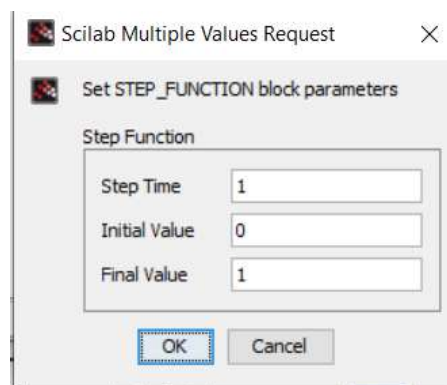 Scilab Multiple Values Request
Set STEP_FUNCTION block parameters
Step Function
Step Time 1
Initial Value 0
Final Value 1
OK Cancel